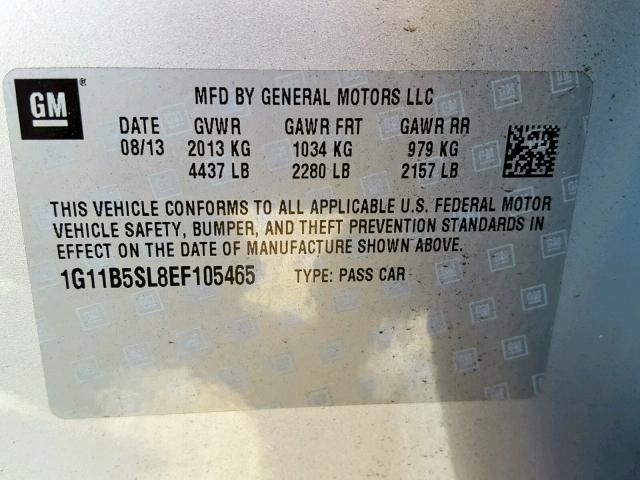 GM ®
MFD BY GENERAL MOTORS LLC
DATE GVWR GAWR FRT GAWR RR
08/13 2013 KG 1034 KG 979 KG
4437 LB 2280 LB 2157 LB
THIS VEHICLE CONFORMS TO ALL APPLICABLE U.S. FEDERAL MOTOR
VEHICLE SAFETY, BUMPER, AND THEFT PREVENTION STANDARDS IN
EFFECT ON THE DATE OF MANUFACTURE SHOWN ABOVE.
1G11B5SL8EF105465 TYPE: PASS CAR